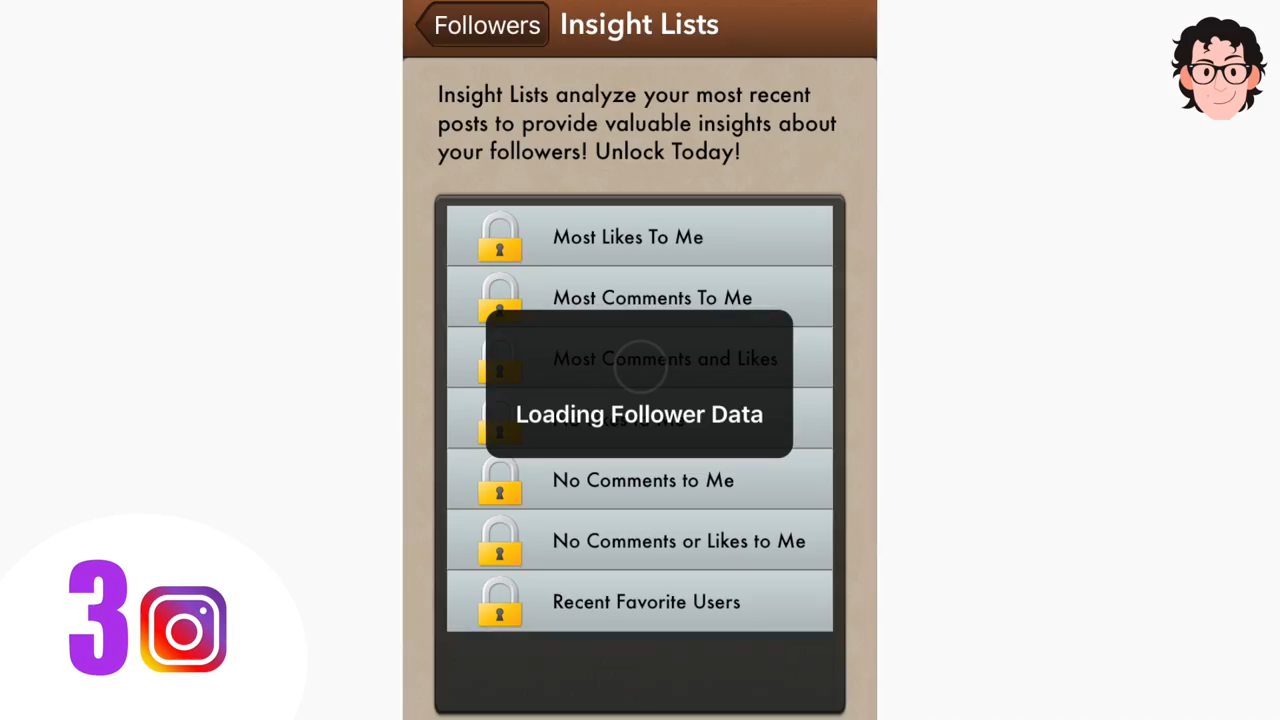 Followers
Insight Lists
Insight Lists analyze your most recent
posts to provide valuable insights about
your followers! Unlock Today!
Most Likes To Me
Most Comments To Me
Most Comments and Likes
Loading Follower Data
No Comments to Me
No Comments or Likes to Me
Recent Favorite Users
3